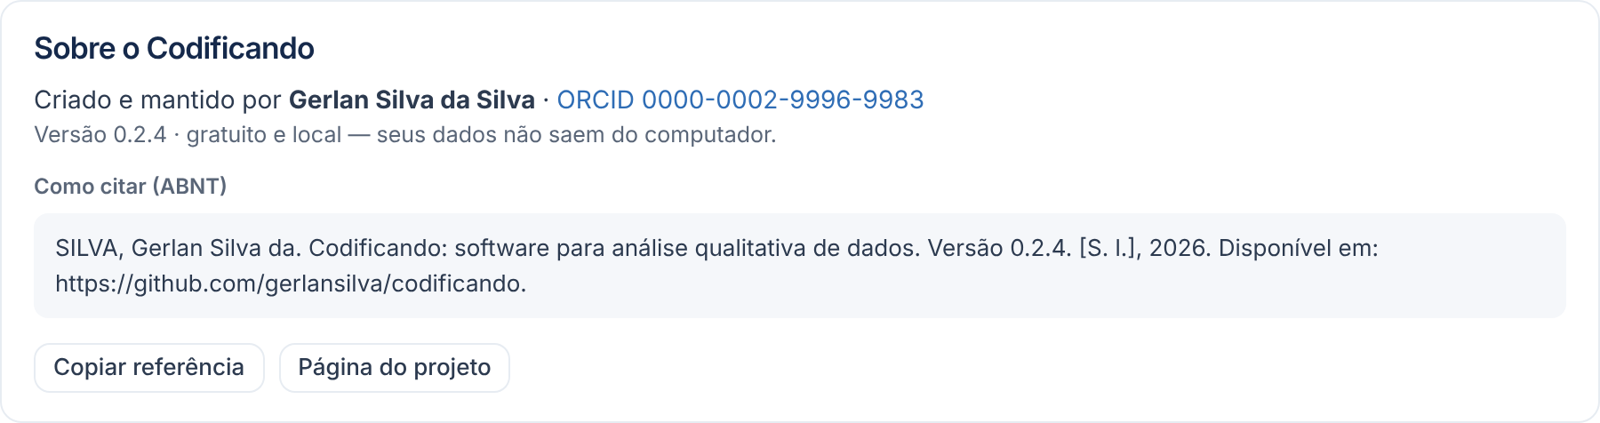 Sobre o Codificando
Criado e mantido por Gerlan Silva da Silva · ORCID 0000-0002-9996-9983
Versão 0.2.4 · gratuito e local — seus dados não saem do computador.
Como citar (ABNT)
SILVA, Gerlan Silva da. Codificando: software para análise qualitativa de dados. Versão 0.2.4. [S. l.], 2026. Disponível em:
https://github.com/gerlansilva/codificando.
Copiar referência
Página do projeto